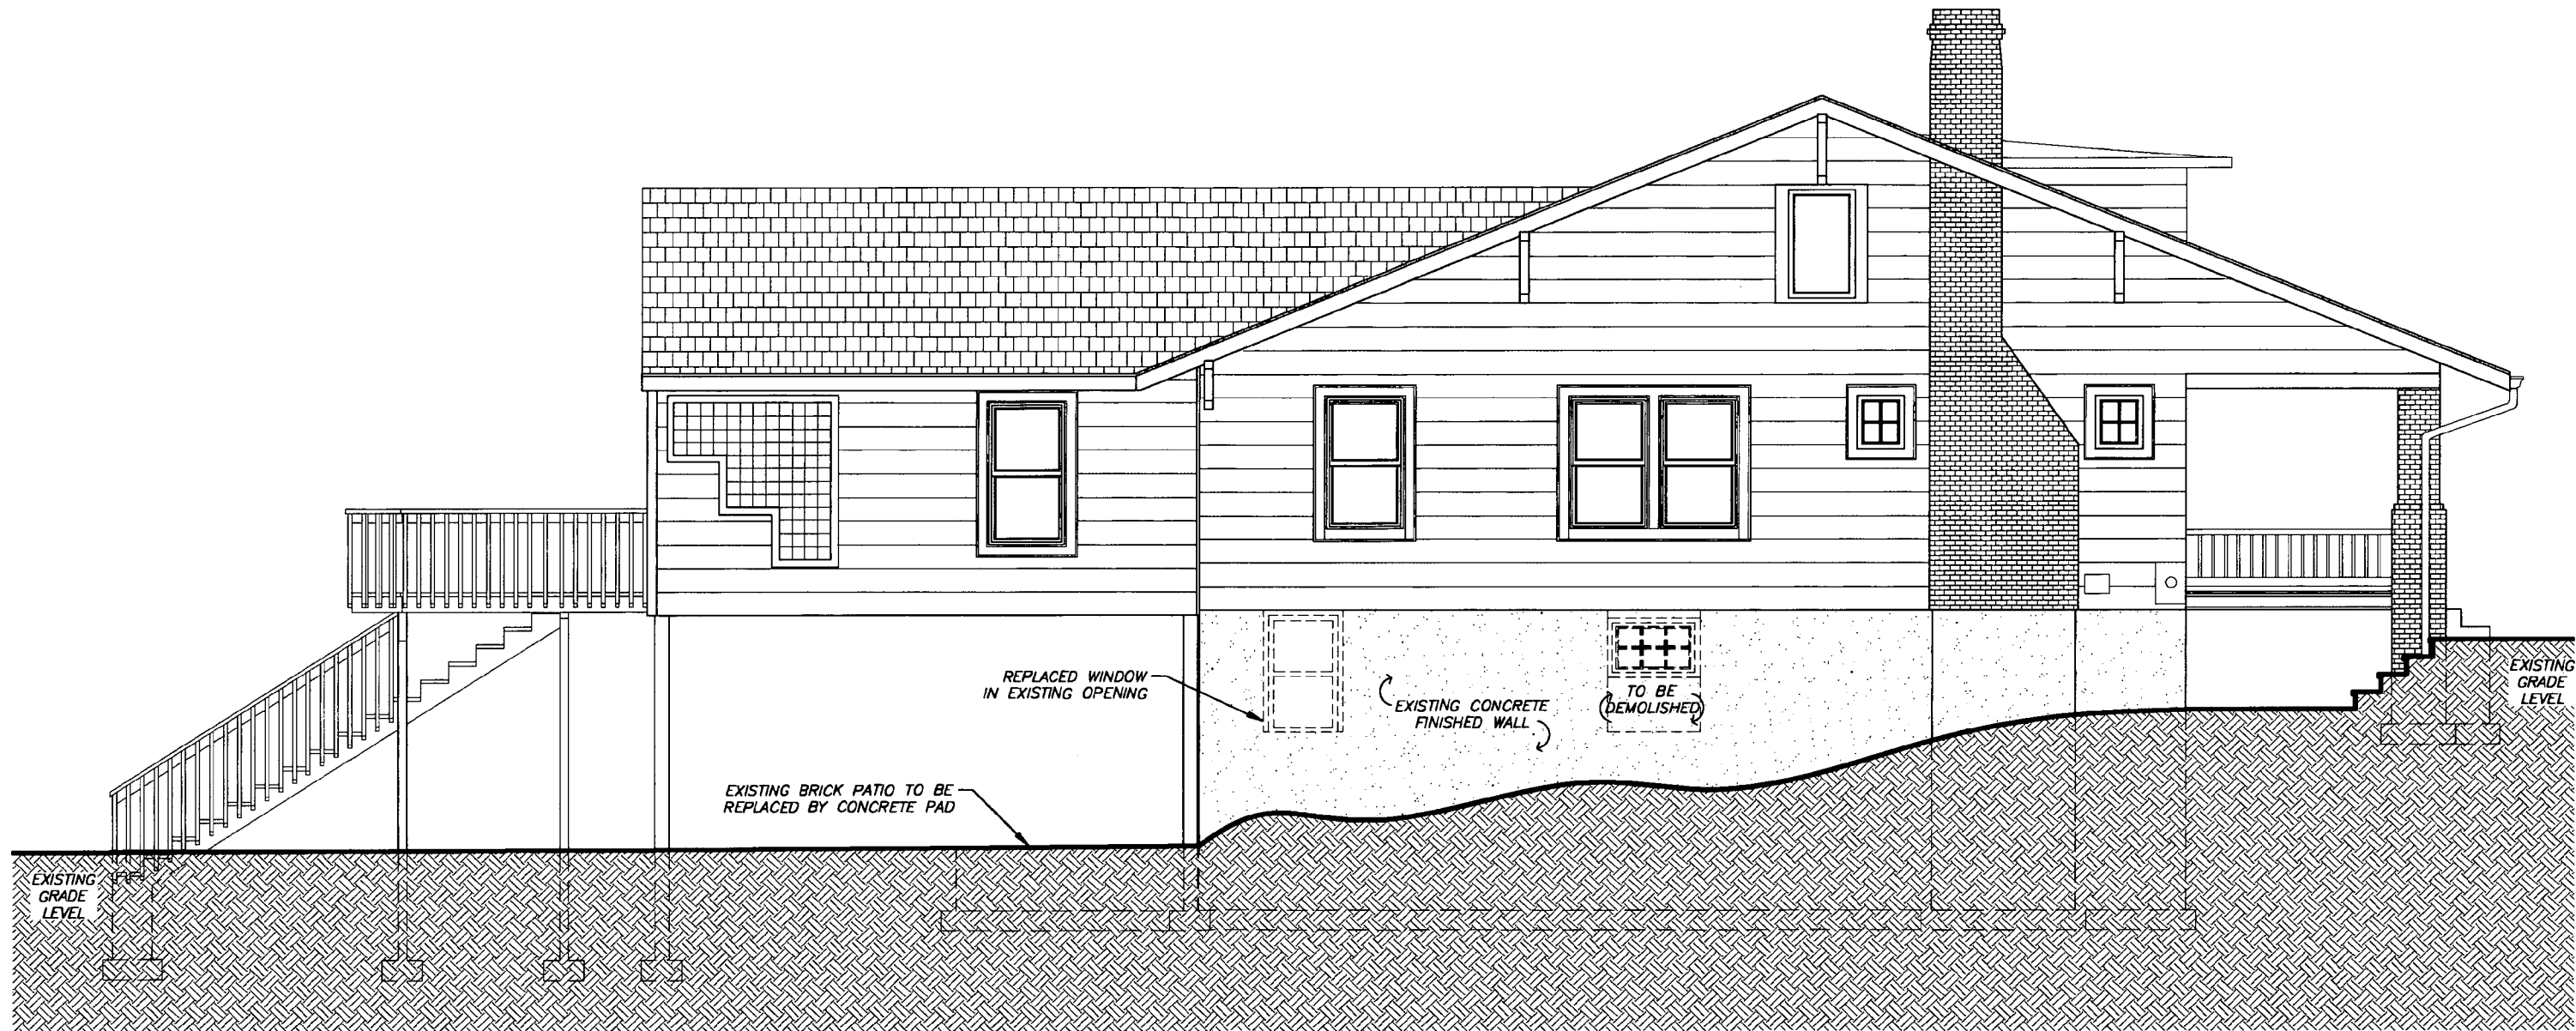 REPLACED WINDOW
IN EXISTING OPENING
EXISTING CONCRETE
FINISHED WALL
TO BE
DEMOLISHED
EXISTING
GRADE
LEVEL
EXISTING BRICK PATIO TO BE
REPLACED BY CONCRETE PAD
EXISTING
GRADE
LEVEL